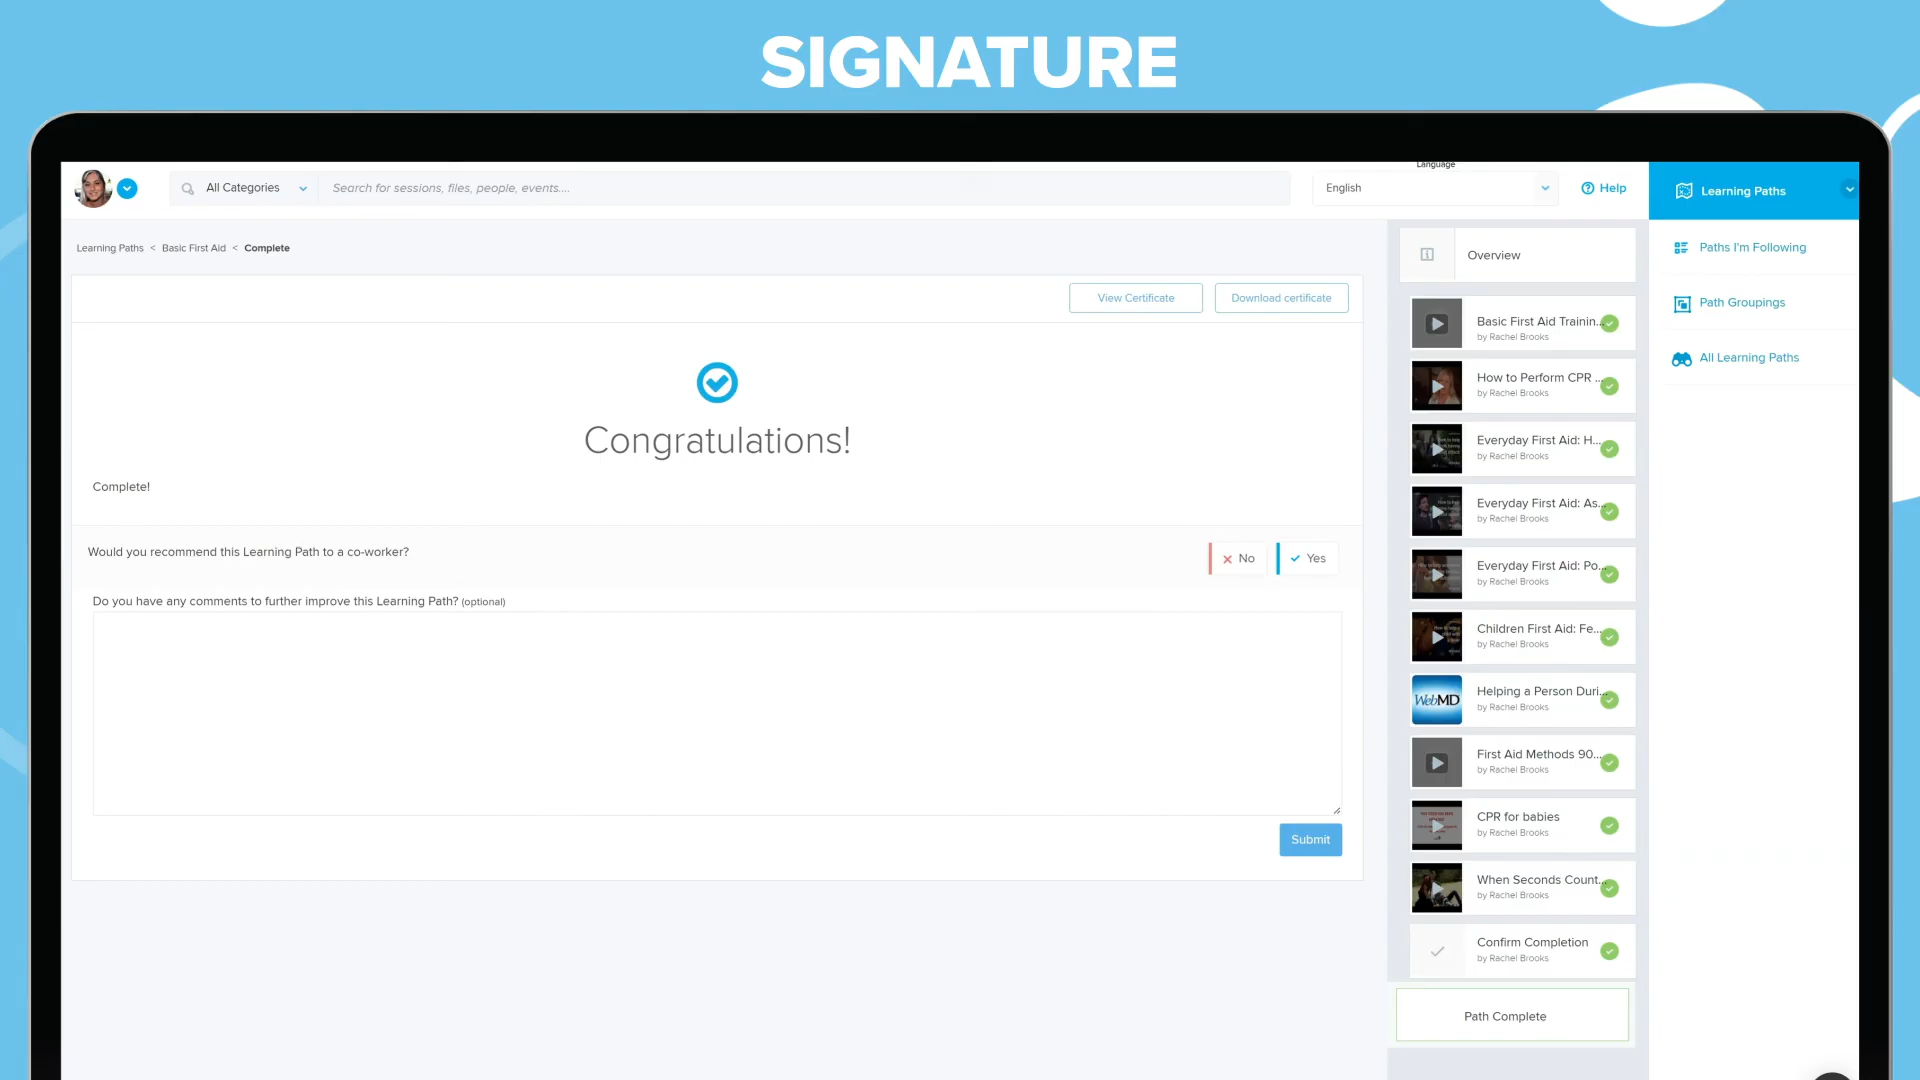 SIGNATURE
Language
All Categories
Search for sessions, files, people, events....
English
Help
Learning Paths
Learning Paths < Basic First Aid < Complete
View Certificate
Download certificate
Congratulations!
Complete!
Would you recommend this Learning Path to a co-worker?
No
Yes
Do you have any comments to further improve this Learning Path? (optional)
Submit
Overview
Basic First Aid Trainin...
by Rachel Brooks
How to Perform CPR ...
by Rachel Brooks
Everyday First Aid: H...
by Rachel Brooks
Everyday First Aid: As...
by Rachel Brooks
Everyday First Aid: Po...
by Rachel Brooks
Children First Aid: Fe...
by Rachel Brooks
WebMD
Helping a Person Duri...
by Rachel Brooks
First Aid Methods 90...
by Rachel Brooks
CPR for babies
by Rachel Brooks
When Seconds Count...
by Rachel Brooks
Confirm Completion
by Rachel Brooks
Path Complete
Paths I'm Following
Path Groupings
All Learning Paths